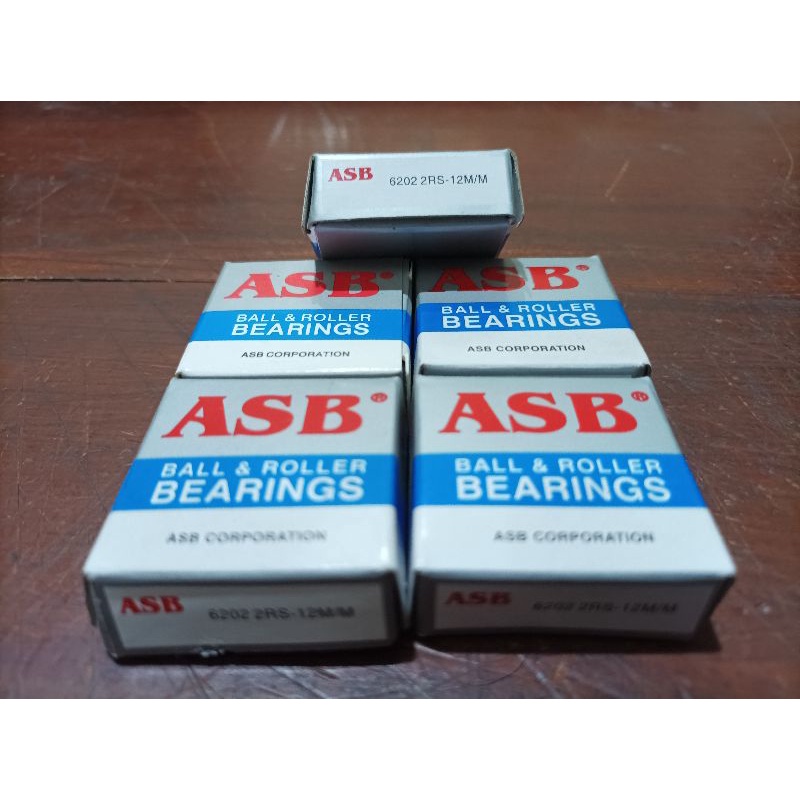 ASB 6202 2RS-12M/M
ASB®
BALL & ROLLER
BEARINGS
ASB CORPORATION
ASB®
BALL & ROLLER
BEARINGS
ASB CORPORATION
ASB®
BALL & ROLLER
BEARINGS
ASB CORPORATION
ASB 6202 2RS-12M/M
ASB®
BALL & ROLLER
BEARINGS
ASB CORPORATION
ASB 6202 2RS-12M/M